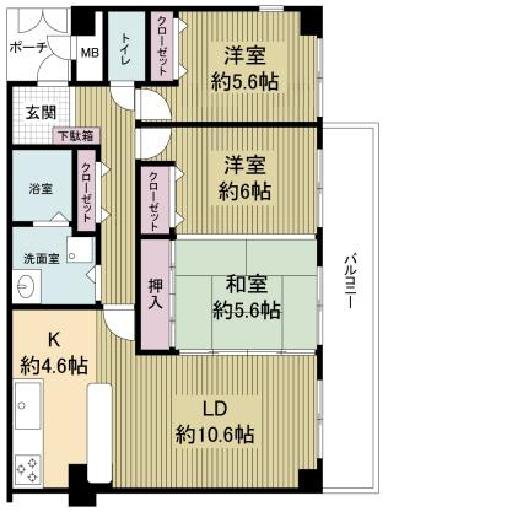 ポーチ
MB
トイレ
クローゼット
洋室
約5.6帖
玄関
下駄箱
洋室
約6帖
浴室
クローゼット
クローゼット
洗面室
押入
和室
約5.6帖
バルコニー
K
約4.6帖
LD
約10.6帖